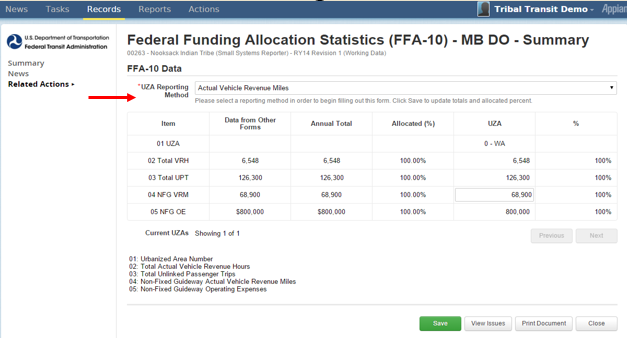 News Tasks Records Reports Actions Tribal Transit Demo Appian
U.S. Department of Transportation
Federal Transit Administration
Summary
News
Related Actions
Federal Funding Allocation Statistics (FFA-10) - MB DO - Summary
00263 - Nooksack Indian Tribe (Small Systems Reporter) - RY14 Revision 1 (Working Data)
FFA-10 Data
*UZA Reporting Method Actual Vehicle Revenue Miles
Please select a reporting method in order to begin filling out this form. Click Save to update totals and allocated percent.
Item Data from Other Forms Annual Total Allocated (%) UZA %
01 UZA 0 - WA
02 Total VRH 6,548 6,548 100.00% 6,548 100%
03 Total UPT 126,300 126,300 100.00% 126,300 100%
04 NFG VRM 68,900 68,900 100.00% 68,900 100%
05 NFG OE $800,000 $800,000 100.00% 800,000 100%
Current UZAs Showing 1 of 1 Previous Next
01: Urbanized Area Number
02: Total Actual Vehicle Revenue Hours
03: Total Unlinked Passenger Trips
04: Non-Fixed Guideway Actual Vehicle Revenue Miles
05: Non-Fixed Guideway Operating Expenses
Save View Issues Print Document Close